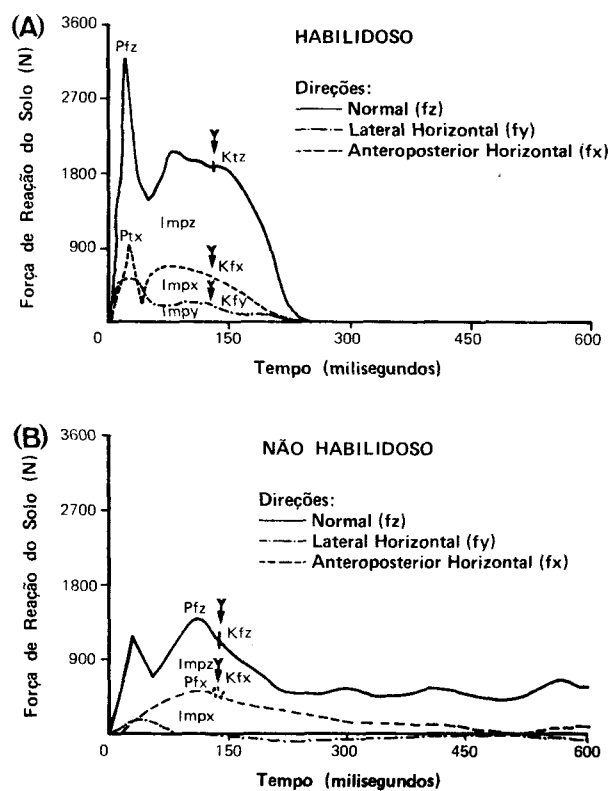 (A)
3600
2700
1800
900
0
150
300
450
600
Força de Reação do Solo (N)
Tempo (milisegundos)
HABILIDOSO
Direções:
Normal (fz)
Lateral Horizontal (fy)
Anteroposterior Horizontal (fx)
Pfz
Ktz
Impz
Ptx
Kfx
Impx
Kfy
Impy
(B)
3600
2700
1800
900
0
150
300
450
600
Força de Reação do Solo (N)
Tempo (milisegundos)
NÃO HABILIDOSO
Direções:
Normal (fz)
Lateral Horizontal (fy)
Anteroposterior Horizontal (fx)
Pfz
Kfz
Impz
Pfx
Kfx
Impx